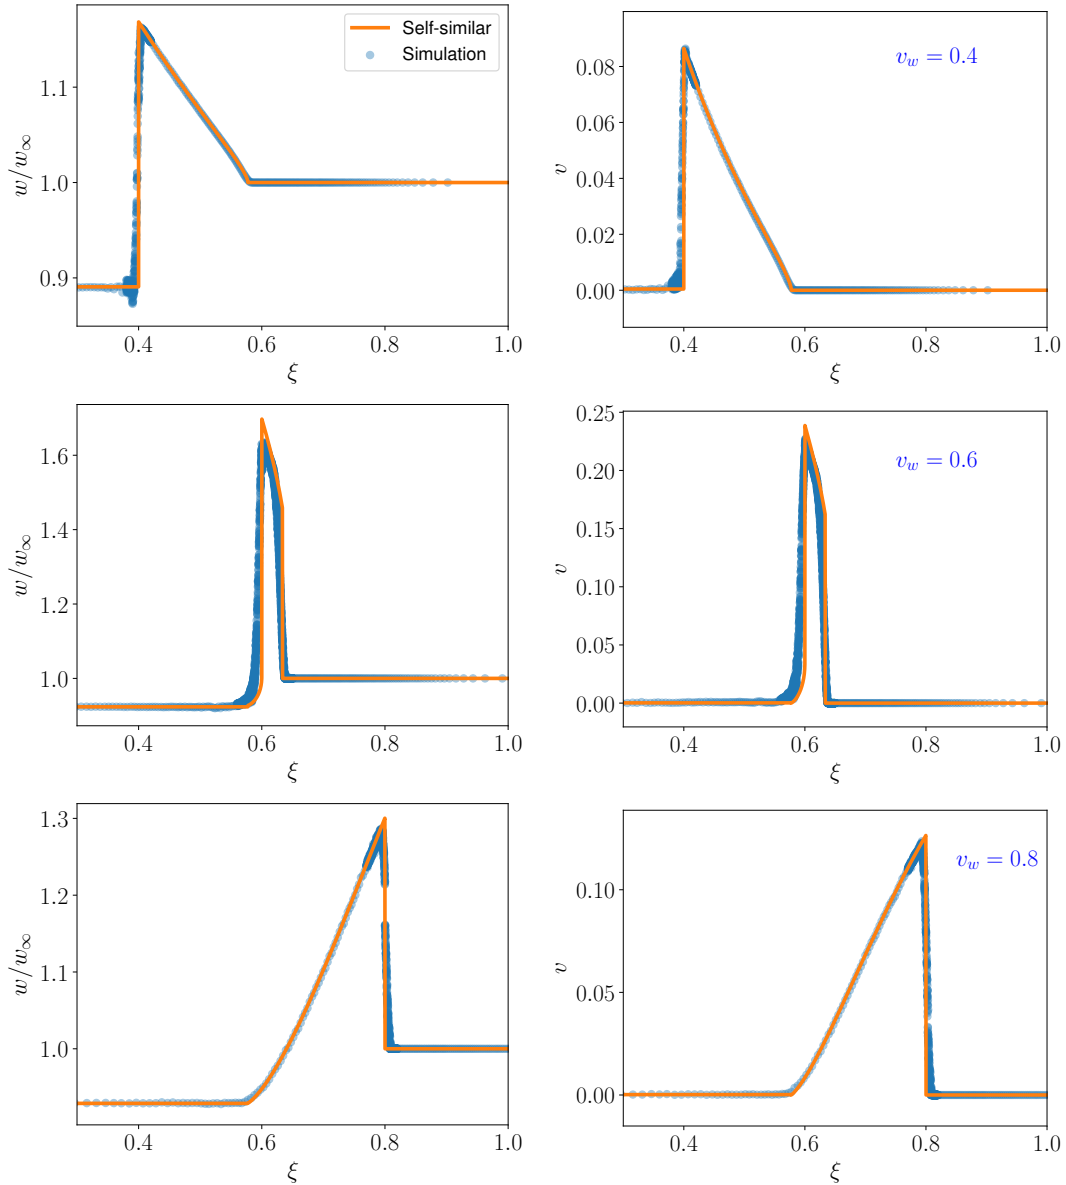 w/w∞
1.1
1.0
0.9
0.4 0.6 0.8 1.0
ξ
Self-similar
Simulation
v
0.08
0.06
0.04
0.02
0.00
0.4 0.6 0.8 1.0
ξ
v_w = 0.4
w/w∞
1.6
1.4
1.2
1.0
0.4 0.6 0.8 1.0
ξ
v
0.25
0.20
0.15
0.10
0.05
0.00
0.4 0.6 0.8 1.0
ξ
v_w = 0.6
w/w∞
1.3
1.2
1.1
1.0
0.4 0.6 0.8 1.0
ξ
v
0.10
0.05
0.00
0.4 0.6 0.8 1.0
ξ
v_w = 0.8